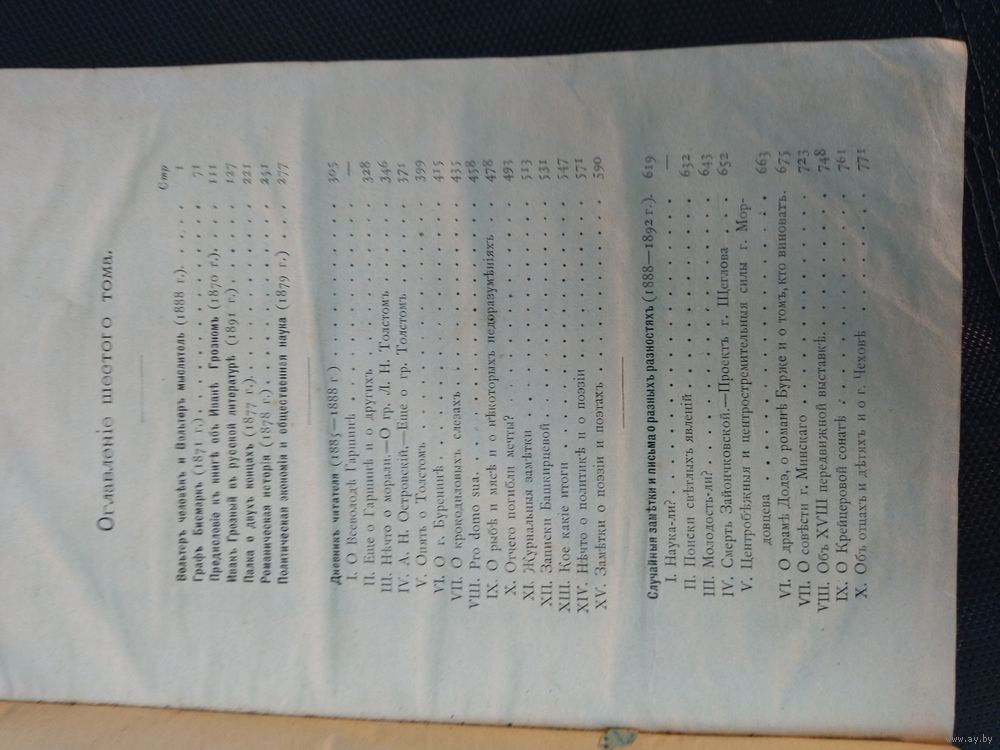 Оглавленіе шестого тома.
Стр
Вольтеръ человѣкъ и Вольтеръ мыслитель (1888 г.). . . . . 1
Графъ Бисмаркъ (1871 г.). . . . . . . . . . . . 71
Предисловіе къ книгѣ объ Иванѣ Грозномъ (1870 г.). . . . 111
Иванъ Грозный въ русской литературѣ (1891 г.). . . . . 127
Палка о двухъ концахъ (1877 г.). . . . . . . . . . 221
Романическая исторія (1878 г.). . . . . . . . . . 251
Политическая экономія и общественная наука (1879 г.) . . . 277
Дневникъ читателя (1885—1888 г) . . . . . . . . . 305
I. О Всеволодѣ Гаршинѣ . . . . . . . . . . —
II. Еще о Гаршинѣ и о другихъ . . . . . . . . 328
III. Нѣчто о морали.—О гр. Л. Н. Толстомъ . . . . 346
IV. А. Н. Островскій.—Еще о гр. Толстомъ . . . . 371
V. Опять о Толстомъ . . . . . . . . . . . 399
VI. О г. Буренинѣ . . . . . . . . . . . . 415
VII. О крокодиловыхъ слезахъ . . . . . . . . 435
VIII. Pro domo sua. . . . . . . . . . . . . 458
IX. О рыбѣ и мясѣ и о нѣкоторыхъ недоразумѣніяхъ . 478
X. Отчего погибли мечты? . . . . . . . . . . 493
XI. Журнальныя замѣтки . . . . . . . . . . 513
XII. Записки Башкирцевой . . . . . . . . . . 531
XIII. Кое какіе итоги . . . . . . . . . . . 547
XIV. Нѣчто о политикѣ и о поэзіи . . . . . . . 571
XV. Замѣтки о поэзіи и поэтахъ . . . . . . . . 590
Случайныя замѣтки и письма о разныхъ разностяхъ (1888—1892 г.). 619
I. Наука-ли? . . . . . . . . . . . . . —
II. Поиски свѣтлыхъ явленій . . . . . . . . . 632
III. Молодость-ли? . . . . . . . . . . . . 643
IV. Смерть Зайончковской.—Проектъ г. Щеглова . . 652
V. Центробѣжныя и центростремительныя силы г. Мор-
довцева . . . . . . . . . . . . . . 663
VI. О драмѣ Додэ, о романѣ Бурже и о томъ, кто виноватъ. 675
VII. О совѣсти г. Минскаго . . . . . . . . . . 723
VIII. Объ XVIII передвижной выставкѣ. . . . . . . 748
IX. О Крейцеровой сонатѣ . . . . . . . . . . 761
X. Объ отцахъ и дѣтяхъ и о г. Чеховѣ . . . . . 771
www.ay.by